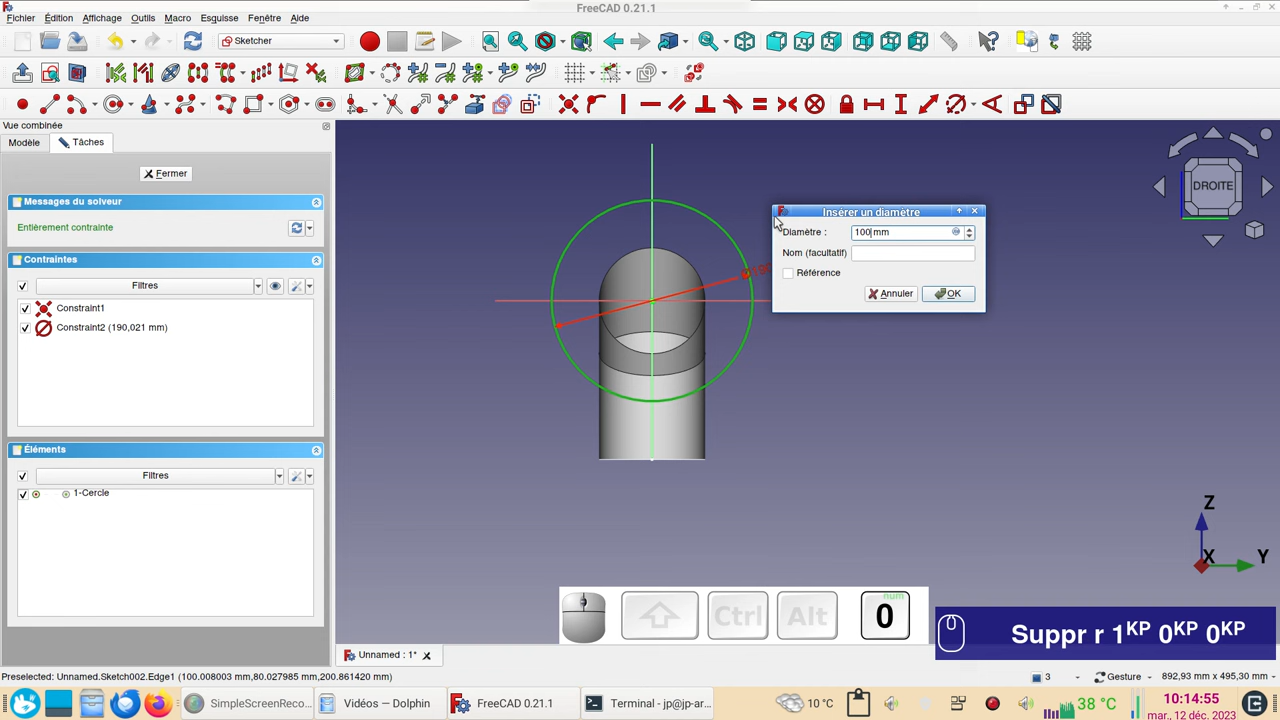 FreeCAD 0.21.1
Fichier Édition Affichage Outils Macro Esquisse Fenêtre Aide
Sketcher
Vue combinée
Modèle Tâches
Fermer
Messages du solveur
Entièrement contrainte
Contraintes
Filtres
Constraint1
Constraint2 (190,021 mm)
Éléments
Filtres
1-Cercle
DROITE
Insérer un diamètre
Diamètre : 100 mm
Nom (facultatif)
Référence
Annuler OK
Z
X Y
Ctrl Alt num 0
Suppr r 1KP 0KP 0KP
Unnamed : 1*
Preselected: Unnamed.Sketch002.Edge1 (100.008003 mm,80.027985 mm,200.861420 mm)
3 Gesture 892,93 mm × 495,30 mm
SimpleScreenReco... Vidéos — Dolphin FreeCAD 0.21.1 Terminal - jp@jp-ar... 10 °C 38 °C
10:14:55
mar., 12 déc. 2023